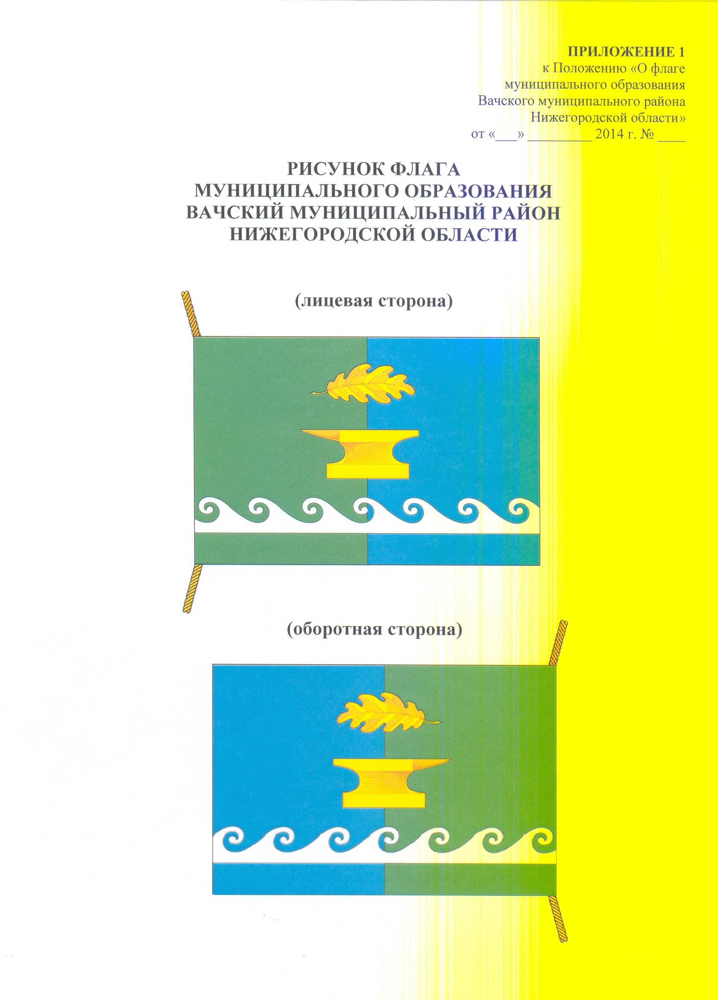 ПРИЛОЖЕНИЕ 1
к Положению «О флаге
муниципального образования
Вачского муниципального района
Нижегородской области»
от «___» _________ 2014 г. № ____
РИСУНОК ФЛАГА
МУНИЦИПАЛЬНОГО ОБРАЗОВАНИЯ
ВАЧСКИЙ МУНИЦИПАЛЬНЫЙ РАЙОН
НИЖЕГОРОДСКОЙ ОБЛАСТИ
(лицевая сторона)
(оборотная сторона)